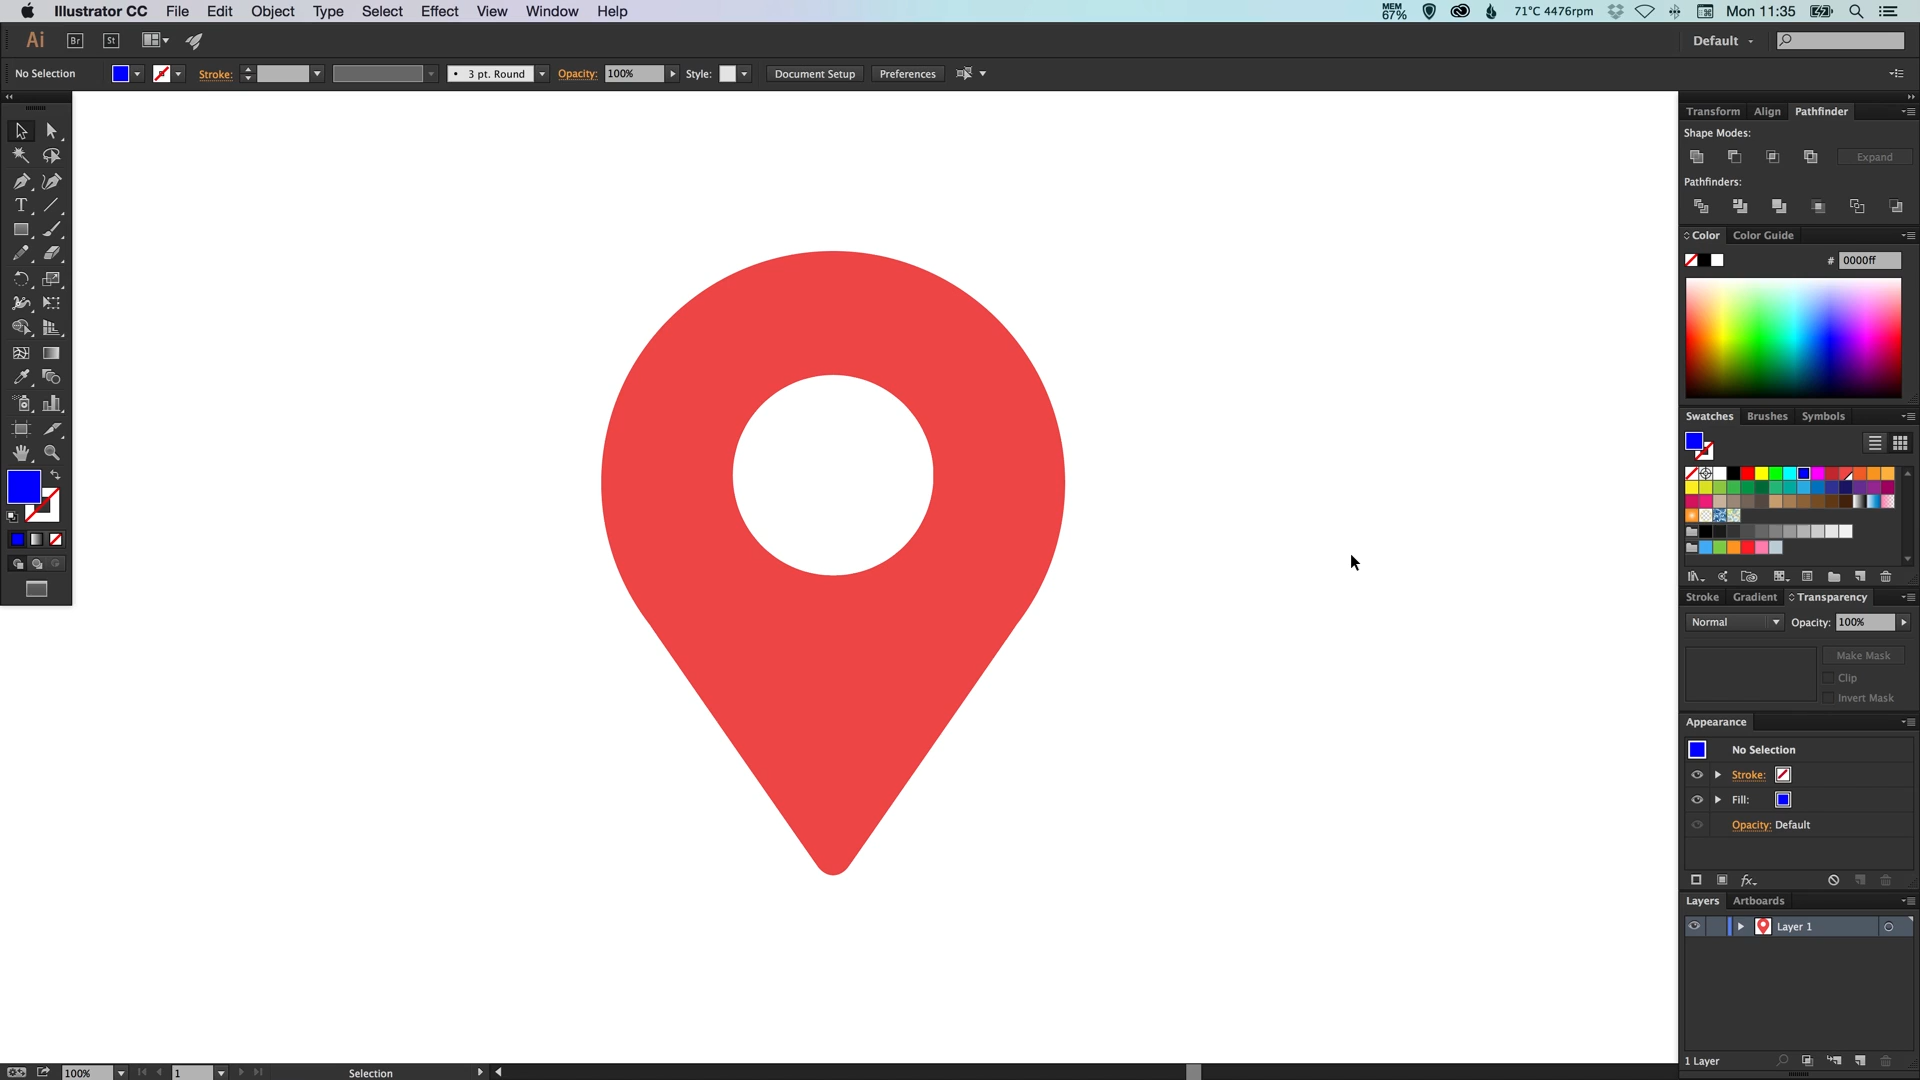 Illustrator CC File Edit Object Type Select Effect View Window Help
MEM 67% 71°C 4476rpm Mon 11:35
Ai Br St Default
No Selection Stroke: 3 pt. Round Opacity: 100% Style: Document Setup Preferences
Transform Align Pathfinder
Shape Modes:
Expand
Pathfinders:
Color Color Guide
# 0000ff
Swatches Brushes Symbols
Stroke Gradient Transparency
Normal Opacity: 100%
Make Mask
Clip
Invert Mask
Appearance
No Selection
Stroke:
Fill:
Opacity: Default
fx
Layers Artboards
Layer 1
1 Layer
100% 1 Selection